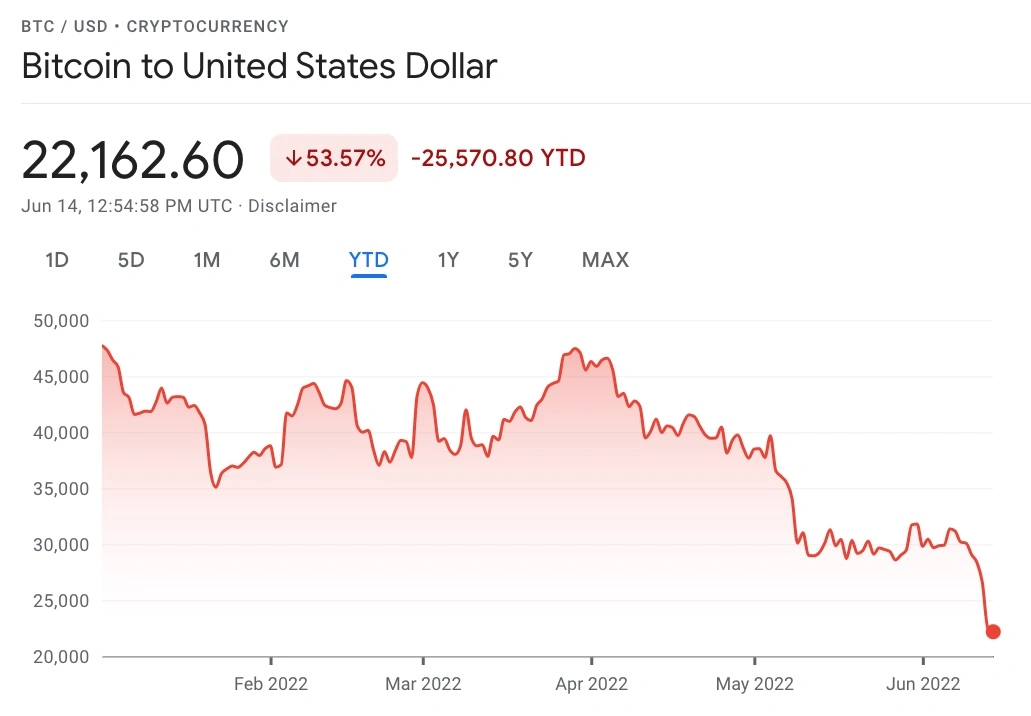 BTC / USD • CRYPTOCURRENCY
Bitcoin to United States Dollar
22,162.60 ↓53.57% -25,570.80 YTD
Jun 14, 12:54:58 PM UTC · Disclaimer
1D 5D 1M 6M YTD 1Y 5Y MAX
50,000
45,000
40,000
35,000
30,000
25,000
20,000
Feb 2022 Mar 2022 Apr 2022 May 2022 Jun 2022